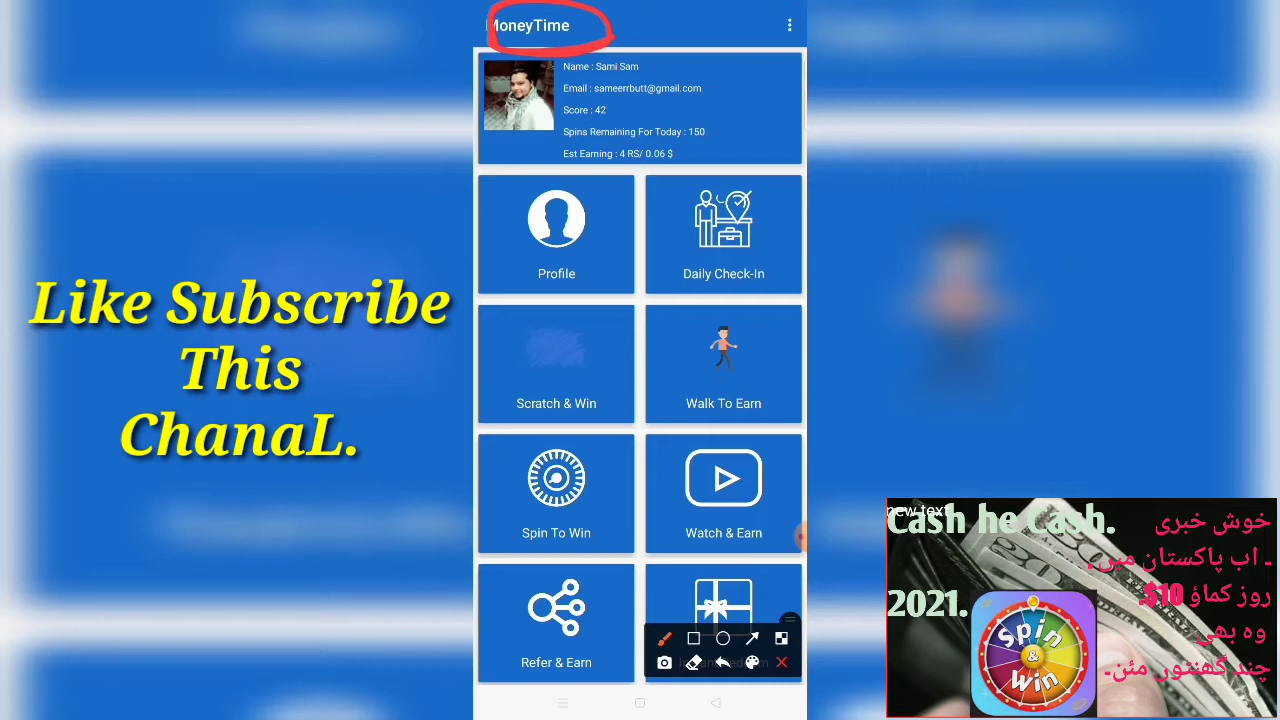 MoneyTime
Name : Sami Sam
Email : sameerrbutt@gmail.com
Score : 42
Spins Remaining For Today : 150
Est Earning : 4 RS/ 0.06 $
Profile
Daily Check-In
Scratch & Win
Walk To Earn
Spin To Win
Watch & Earn
Refer & Earn
Like Subscribe
This
ChanaL.
new text
Cash he Cash.
2021.
خوش خبری
۔ اب پاکستان میں۔
روز کماؤ 10$۔
وہ بھی
چند گھنٹوں مئں۔
Spin
&
Win